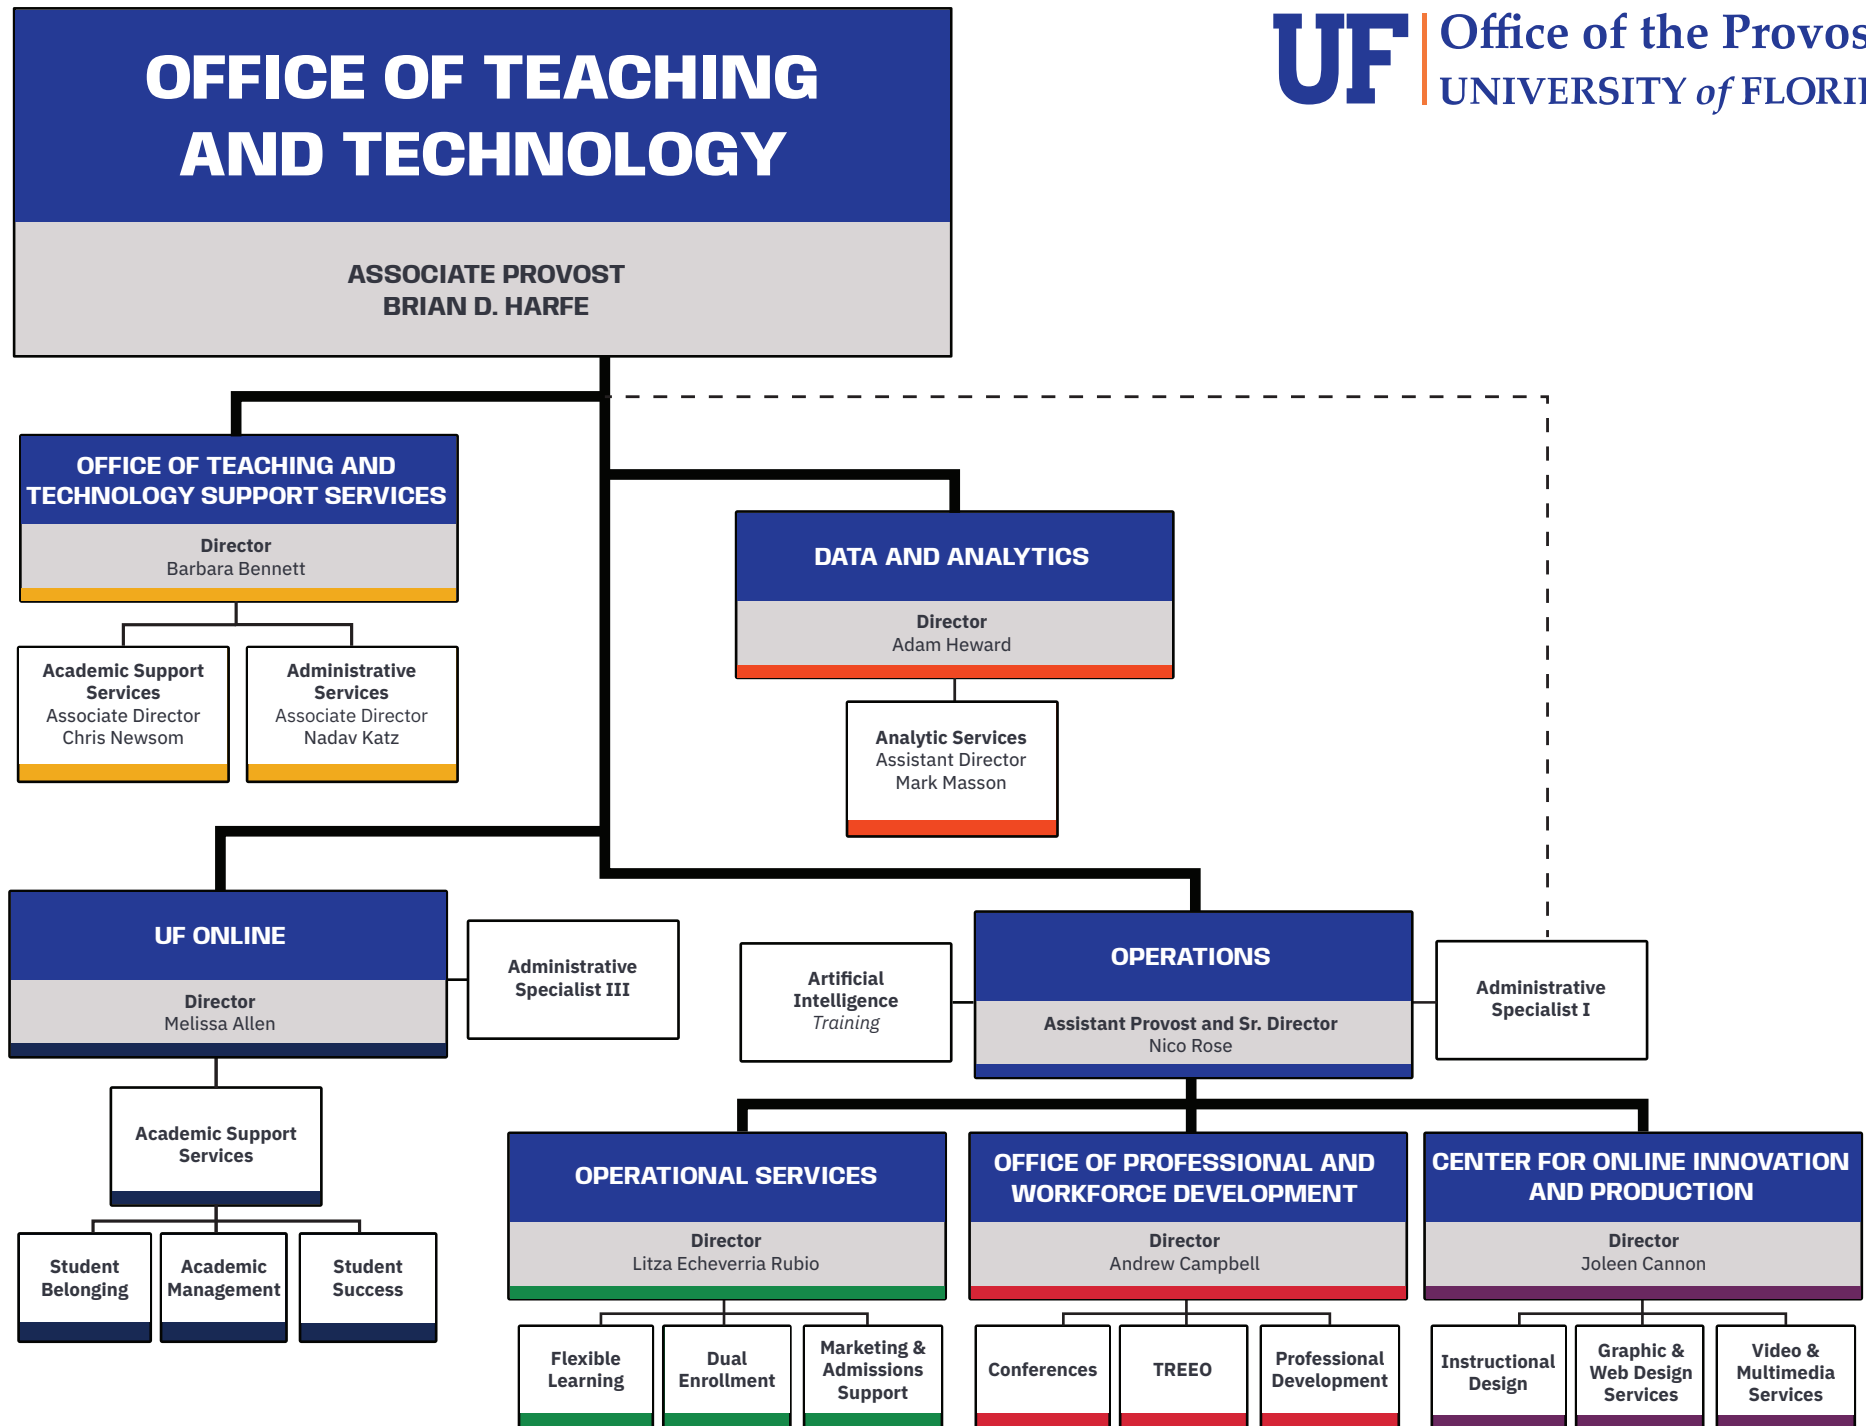 OFFICE OF TEACHING
AND TECHNOLOGY
ASSOCIATE PROVOST
BRIAN D. HARFE
UF
Office of the Provos
UNIVERSITY of FLORI
OFFICE OF TEACHING AND
TECHNOLOGY SUPPORT SERVICES
Director
Barbara Bennett
Academic Support
Services
Associate Director
Chris Newsom
Administrative
Services
Associate Director
Nadav Katz
DATA AND ANALYTICS
Director
Adam Heward
Analytic Services
Assistant Director
Mark Masson
UF ONLINE
Director
Melissa Allen
Administrative
Specialist III
Academic Support
Services
Student
Belonging
Academic
Management
Student
Success
Artificial
Intelligence
Training
OPERATIONS
Assistant Provost and Sr. Director
Nico Rose
Administrative
Specialist I
OPERATIONAL SERVICES
Director
Litza Echeverria Rubio
Flexible
Learning
Dual
Enrollment
Marketing &
Admissions
Support
OFFICE OF PROFESSIONAL AND
WORKFORCE DEVELOPMENT
Director
Andrew Campbell
Conferences
TREEO
Professional
Development
CENTER FOR ONLINE INNOVATION
AND PRODUCTION
Director
Joleen Cannon
Instructional
Design
Graphic &
Web Design
Services
Video &
Multimedia
Services